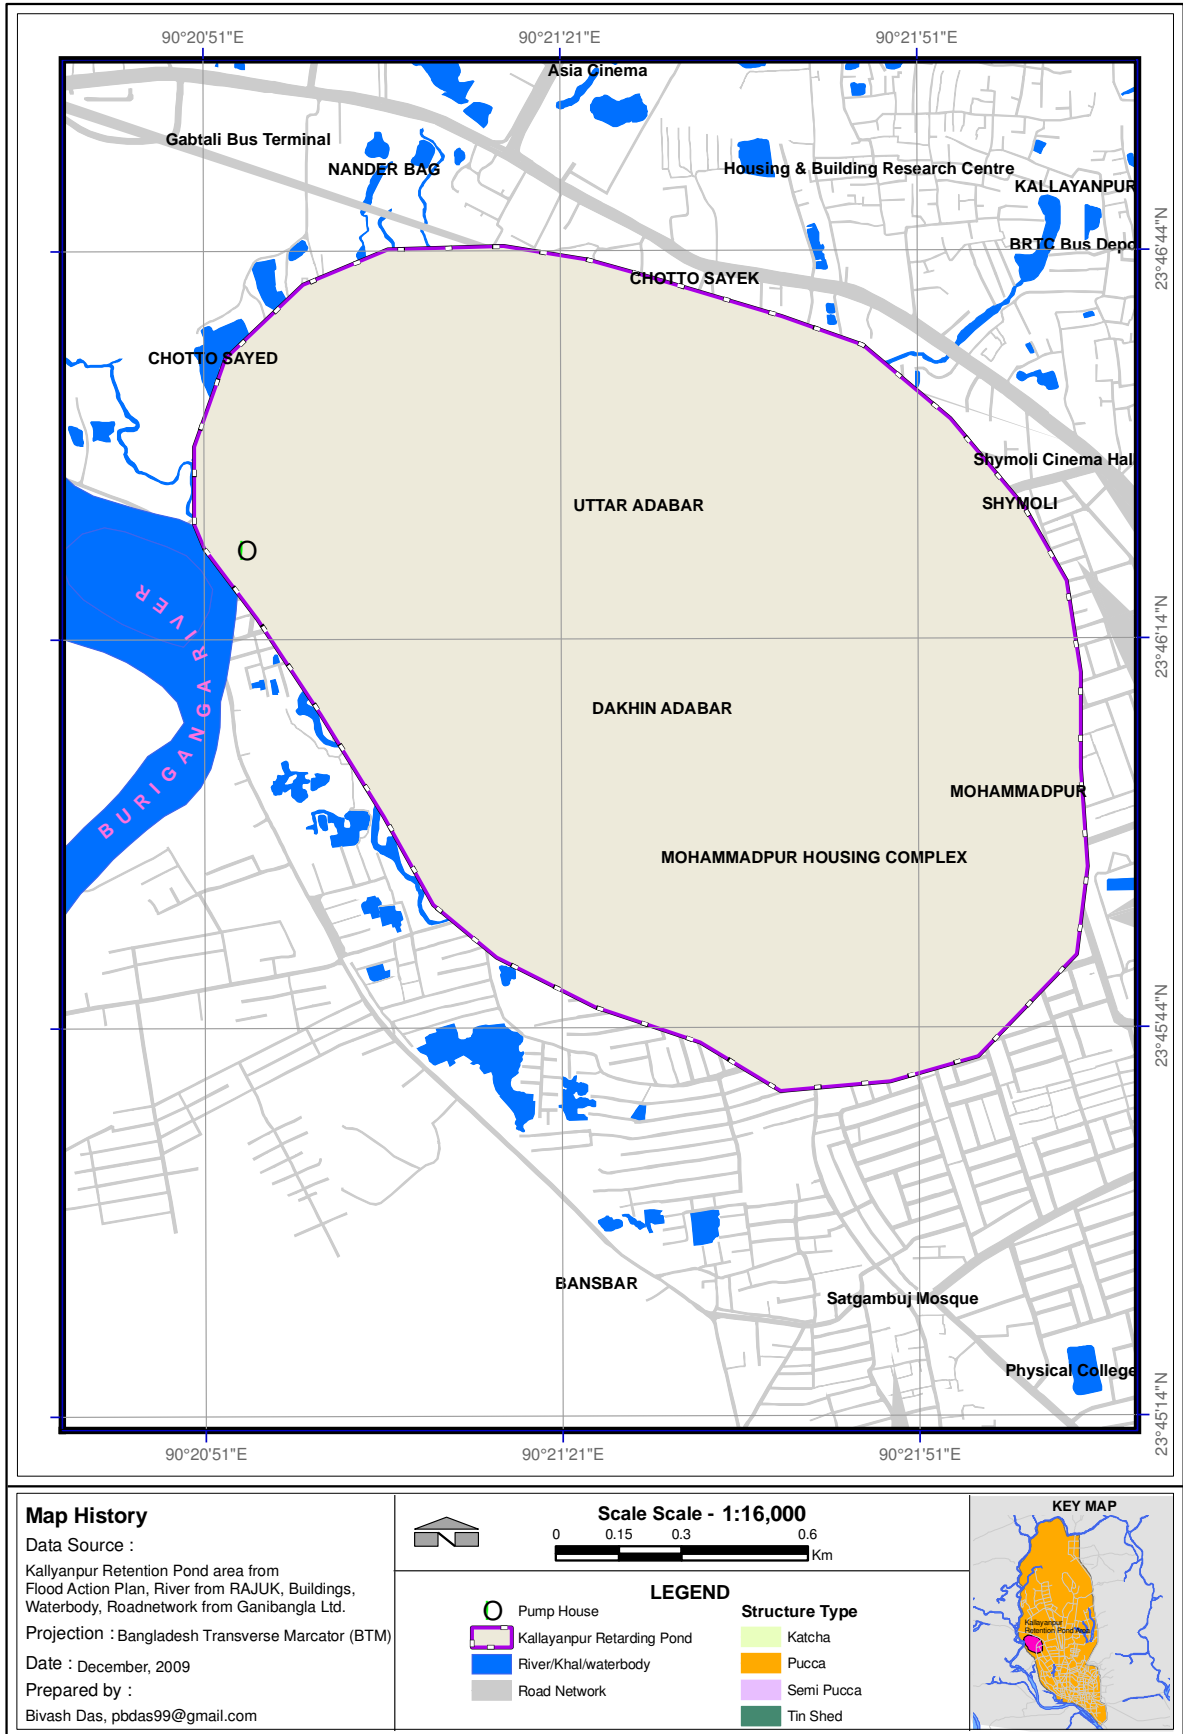 90°20'51"E 90°21'21"E 90°21'51"E
Asia Cinema
Gabtali Bus Terminal
NANDER BAG
Housing & Building Research Centre
KALLAYANPUR
BRTC Bus Depo
23°46'44"N
CHOTTO SAYEK
CHOTTO SAYED
Shymoli Cinema Hal
SHYMOLI
UTTAR ADABAR
O
BURIGANGA RIVER
23°46'14"N
DAKHIN ADABAR
MOHAMMADPUR
MOHAMMADPUR HOUSING COMPLEX
23°45'44"N
BANSBAR
Satgambuj Mosque
Physical College
23°45'14"N
90°20'51"E 90°21'21"E 90°21'51"E
Map History
Data Source :
Kallyanpur Retention Pond area from
Flood Action Plan, River from RAJUK, Buildings,
Waterbody, Roadnetwork from Ganibangla Ltd.
Projection : Bangladesh Transverse Marcator (BTM)
Date : December, 2009
Prepared by :
Bivash Das, pbdas99@gmail.com
Scale Scale - 1:16,000
0 0.15 0.3 0.6
Km
LEGEND
O Pump House
Kallayanpur Retarding Pond
River/Khal/waterbody
Road Network
Structure Type
Katcha
Pucca
Semi Pucca
Tin Shed
KEY MAP
Kallayanpur
Retention Pond Area